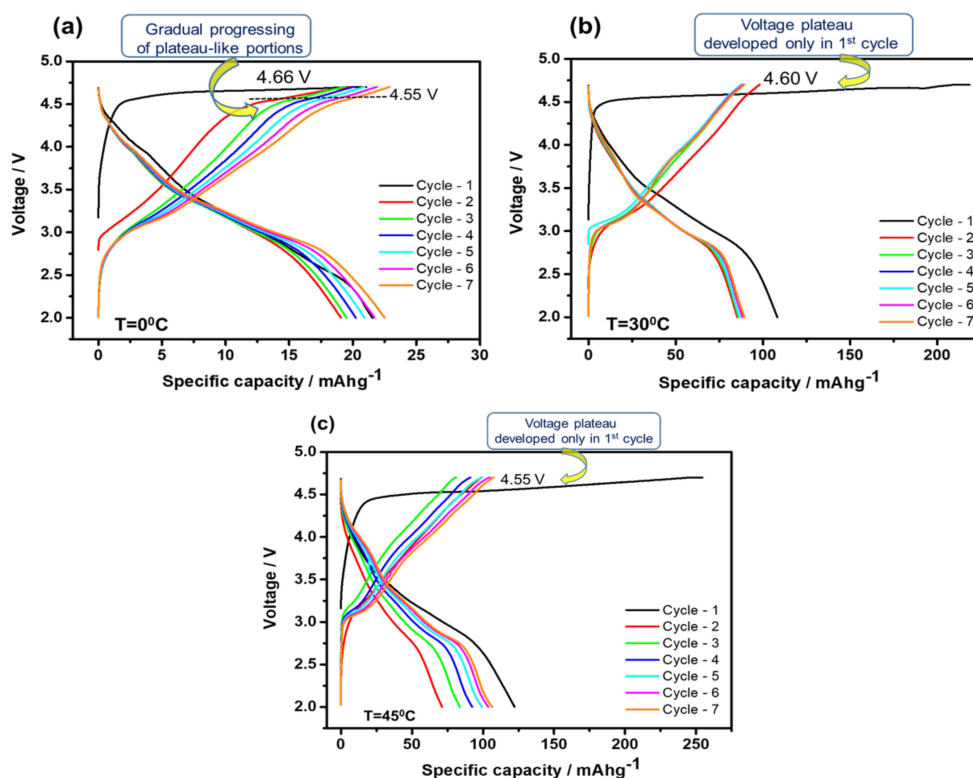 (a)
Gradual progressing
of plateau-like portions
4.66 V
4.55 V
5.0
4.5
4.0
3.5
3.0
2.5
2.0
Voltage / V
Cycle - 1
Cycle - 2
Cycle - 3
Cycle - 4
Cycle - 5
Cycle - 6
Cycle - 7
T=0⁰C
0 5 10 15 20 25 30
Specific capacity / mAhg⁻¹
(b)
Voltage plateau
developed only in 1ˢᵗ cycle
4.60 V
5.0
4.5
4.0
3.5
3.0
2.5
2.0
Voltage / V
Cycle - 1
Cycle - 2
Cycle - 3
Cycle - 4
Cycle - 5
Cycle - 6
Cycle - 7
T=30⁰C
0 50 100 150 200
Specific capacity / mAhg⁻¹
(c)
Voltage plateau
developed only in 1ˢᵗ cycle
4.55 V
5.0
4.5
4.0
3.5
3.0
2.5
2.0
Voltage / V
Cycle - 1
Cycle - 2
Cycle - 3
Cycle - 4
Cycle - 5
Cycle - 6
Cycle - 7
T=45⁰C
0 50 100 150 200 250
Specific capacity / mAhg⁻¹